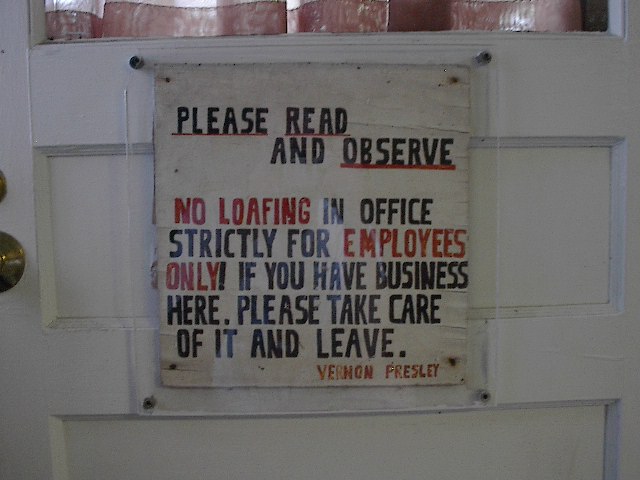 PLEASE READ
AND OBSERVE
NO LOAFING IN OFFICE
STRICTLY FOR EMPLOYEES
ONLY! IF YOU HAVE BUSINESS
HERE. PLEASE TAKE CARE
OF IT AND LEAVE.
VERNON PRESLEY